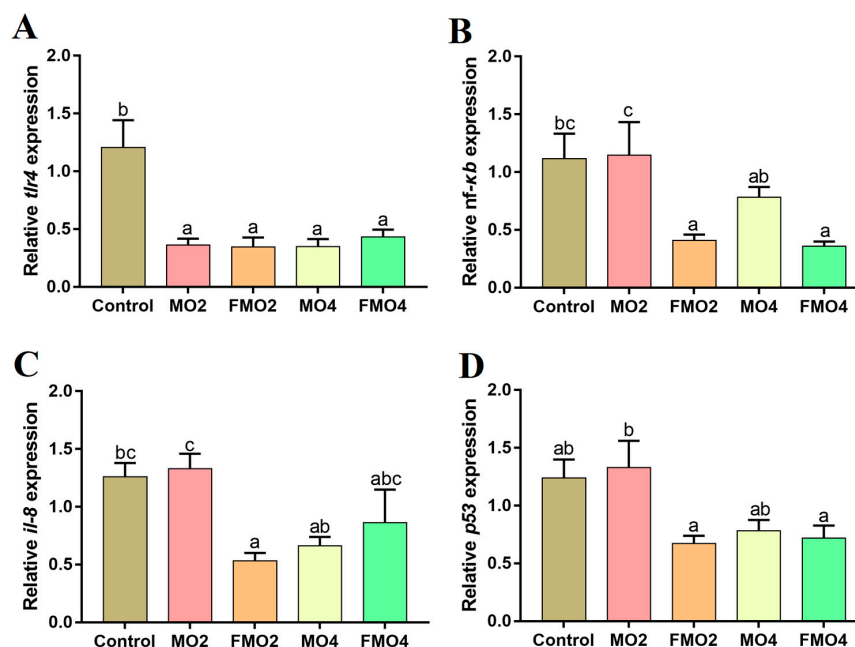 A
Relative tlr4 expression
2.0
1.5
1.0
0.5
0.0
b
a
a
a
a
Control MO2 FMO2 MO4 FMO4
B
Relative nf-κb expression
2.0
1.5
1.0
0.5
0.0
bc
c
a
ab
a
Control MO2 FMO2 MO4 FMO4
C
Relative il-8 expression
2.0
1.5
1.0
0.5
0.0
bc
c
a
ab
abc
Control MO2 FMO2 MO4 FMO4
D
Relative p53 expression
2.0
1.5
1.0
0.5
0.0
ab
b
a
ab
a
Control MO2 FMO2 MO4 FMO4